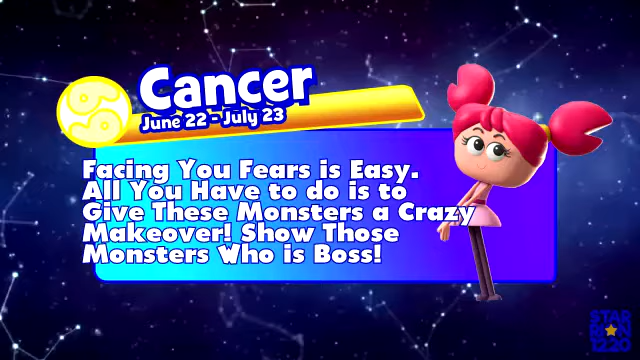 Cancer
June 22 - July 23
Facing You Fears is Easy.
All You Have to do is to
Give These Monsters a Crazy
Makeover! Show Those
Monsters Who is Boss!
STAR
MAN
1220